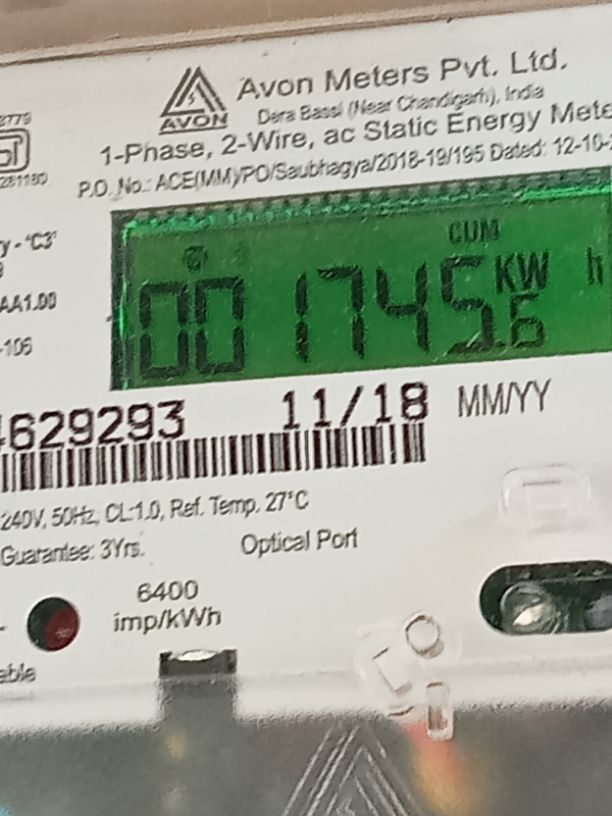 Avon Meters Pvt. Ltd.
AVON
Dera Bassi (Near Chandigarh), India
1-Phase, 2-Wire, ac Static Energy Mete
P.O. No.: ACE(MM)/PO/Saubhagya/2018-19/195 Dated: 12-10-
y - 'C3'
AA1.00
-106
CUM
001745.6 KW h
629293 11/18 MM/YY
240V, 50Hz, CL:1.0, Ref. Temp. 27°C
Guarantee: 3Yrs. Optical Port
6400
imp/kWh
able